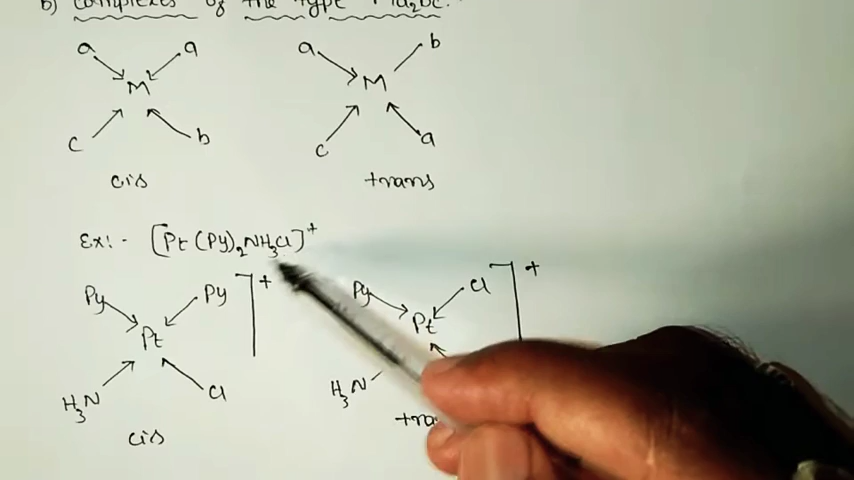 b) complexes of the type Ma2bc.
a a a b
M M
c b c a
cis trans
Ex:- [Pt(Py)2NH3Cl]+
Py Py + Py Cl +
Pt Pt
H3N Cl H3N
cis